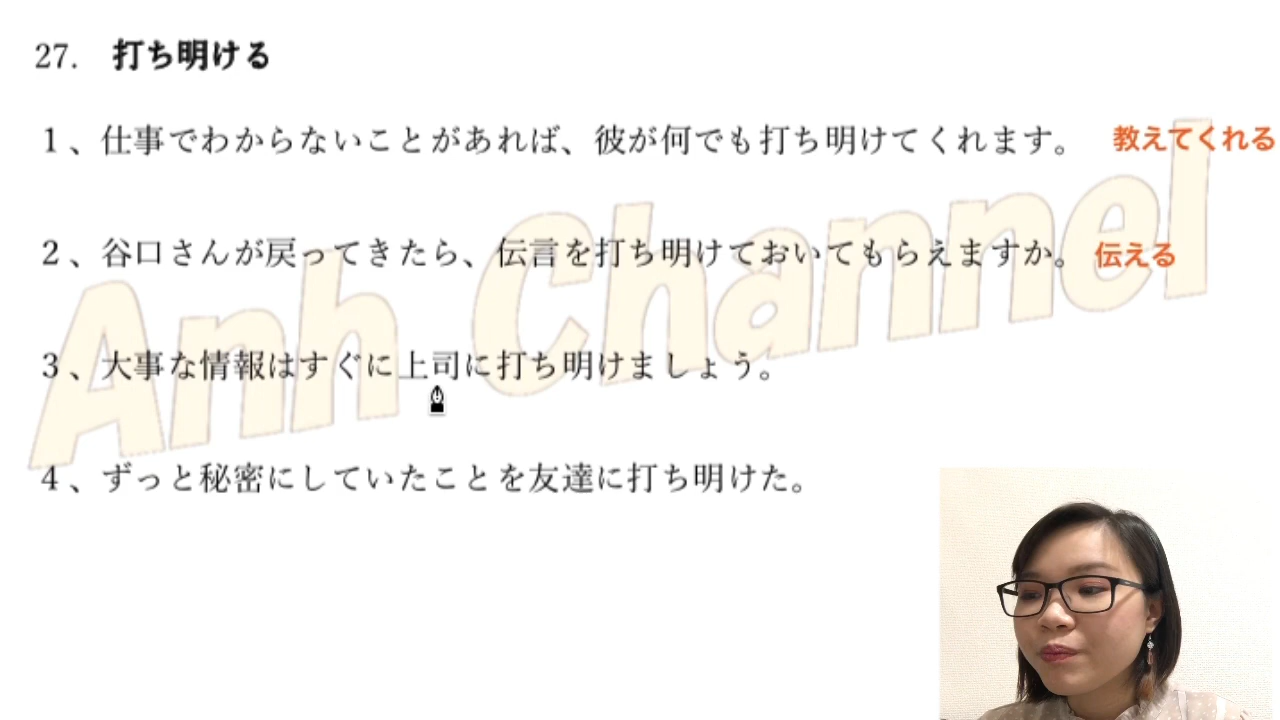 27. 打ち明ける
1、仕事でわからないことがあれば、彼が何でも打ち明けてくれます。 教えてくれる
2、谷口さんが戻ってきたら、伝言を打ち明けておいてもらえますか。 伝える
3、大事な情報はすぐに上司に打ち明けましょう。
4、ずっと秘密にしていたことを友達に打ち明けた。
Anh Channel